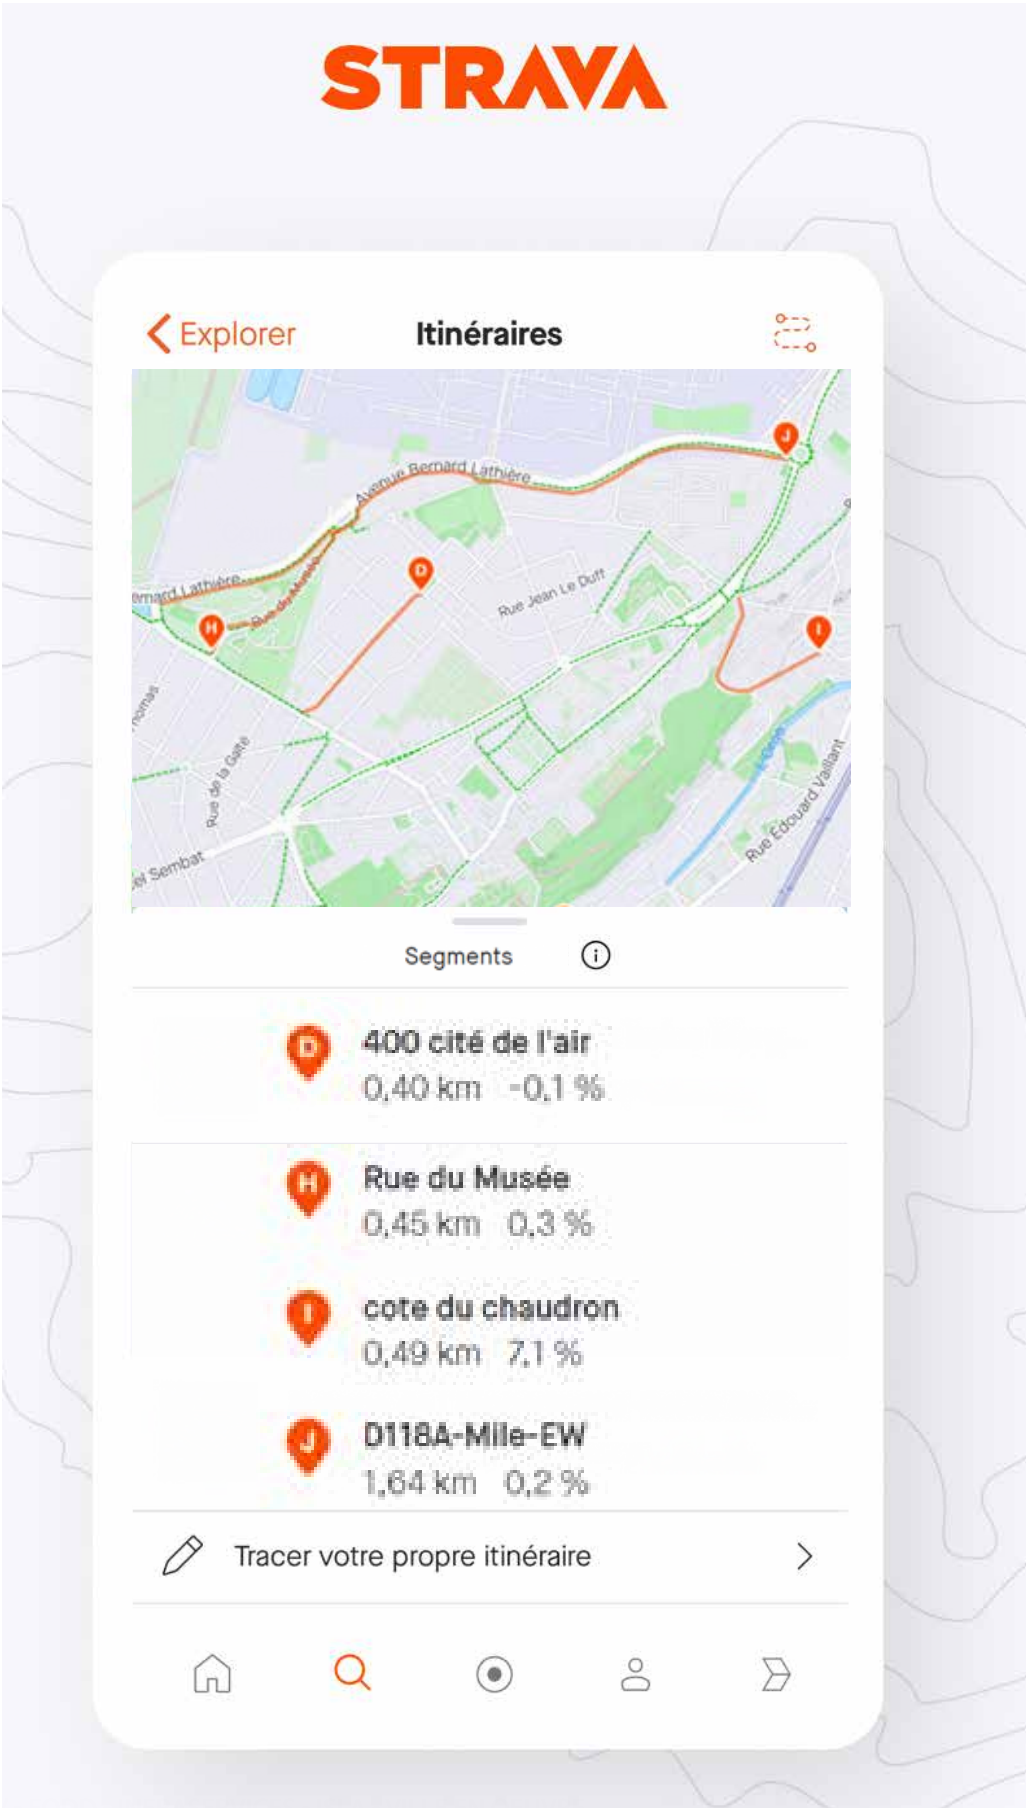 STRAVA
Explorer
Itinéraires
J
Avenue Bernard Lathière
D
Rue Jean Le Duff
Rue du Musée
H
I
Rue de la Gaîté
Rue Édouard Vaillant
Segments
D
400 cité de l'air
0,40 km -0,1 %
H
Rue du Musée
0,45 km 0,3 %
I
cote du chaudron
0,49 km 7,1 %
J
D118A-Mile-EW
1,64 km 0,2 %
Tracer votre propre itinéraire